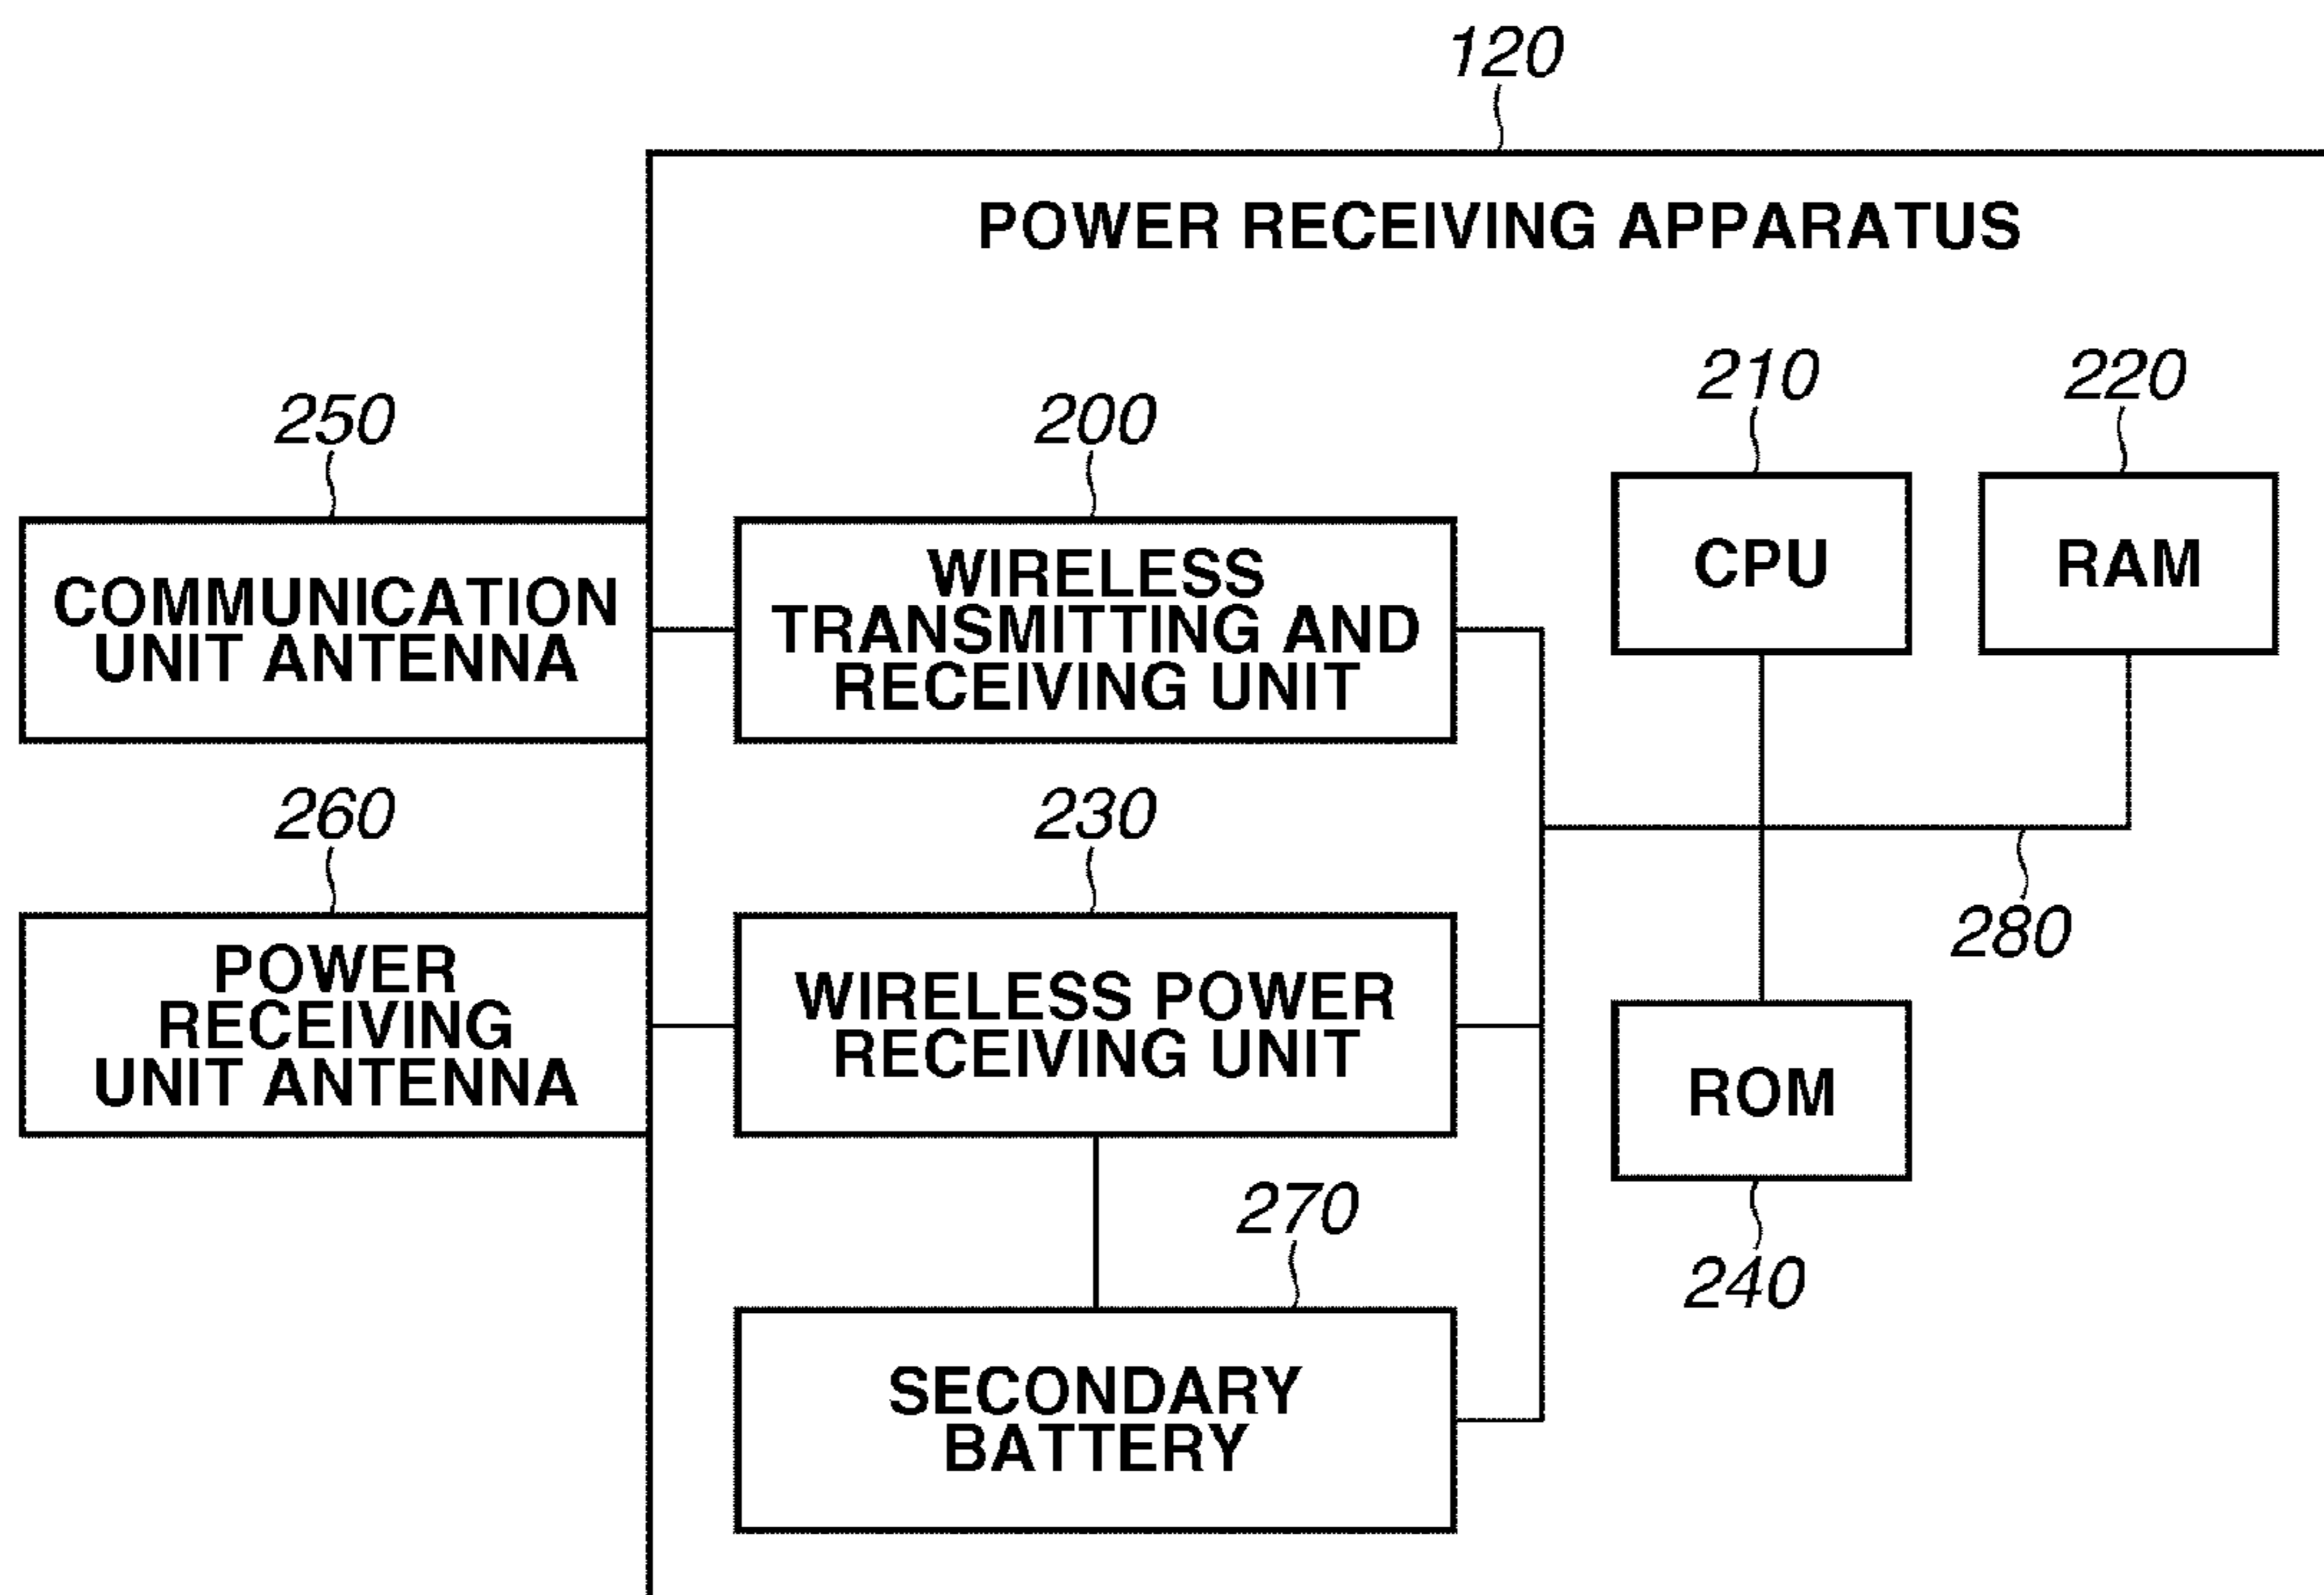 120
POWER RECEIVING APPARATUS
250
200
210
220
COMMUNICATION
UNIT ANTENNA
WIRELESS
TRANSMITTING AND
RECEIVING UNIT
CPU
RAM
260
230
280
POWER
RECEIVING
UNIT ANTENNA
WIRELESS POWER
RECEIVING UNIT
ROM
270
240
SECONDARY
BATTERY